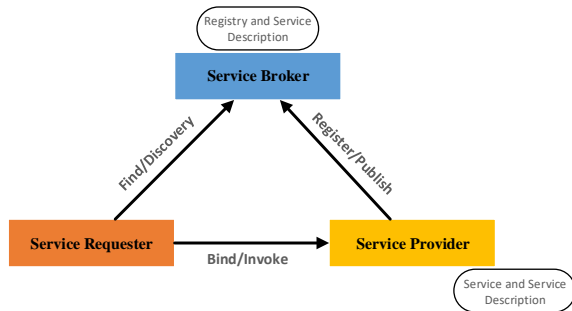 Registry and Service
Description
Service Broker
Find/Discovery
Register/Publish
Service Requester
Service Provider
Bind/Invoke
Service and Service
Description